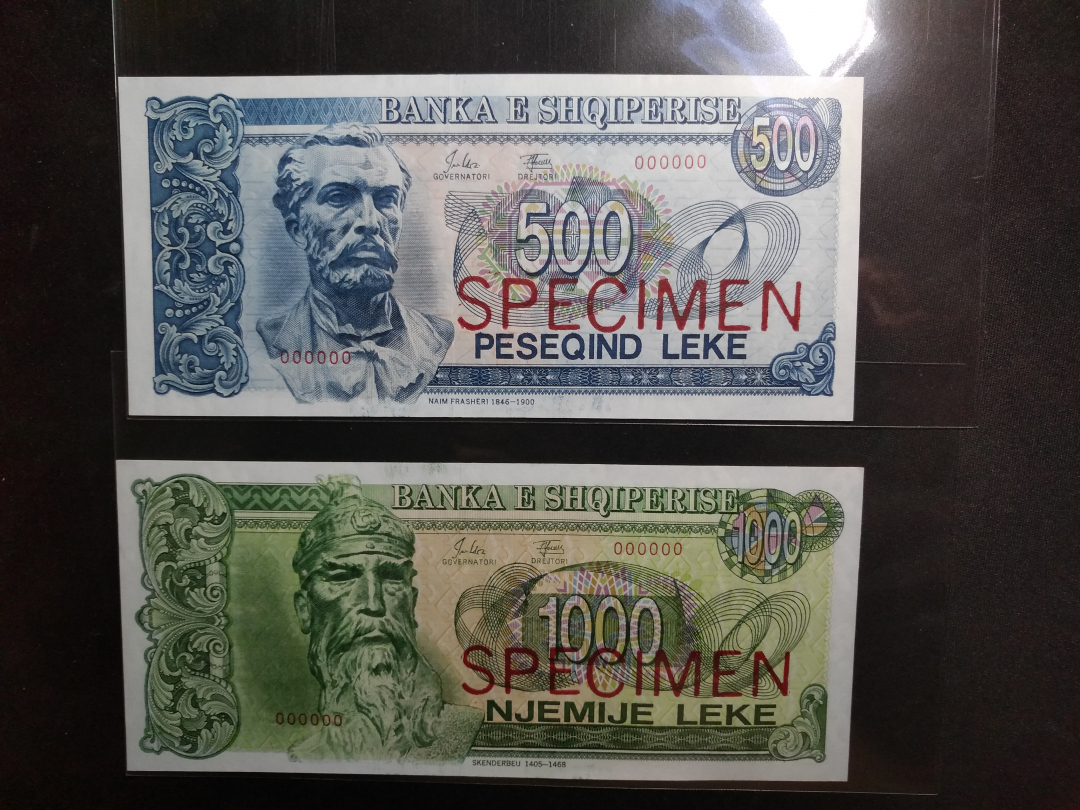 BANKA E SHQIPERISE
500
GOVERNATORI DREJTORI
000000
500
SPECIMEN
PESEQIND LEKE
000000
NAIM FRASHERI 1846–1900
BANKA E SHQIPERISE
1000
GOVERNATORI DREJTORI
000000
1000
SPECIMEN
NJEMIJE LEKE
000000
SKENDERBEU 1405–1468